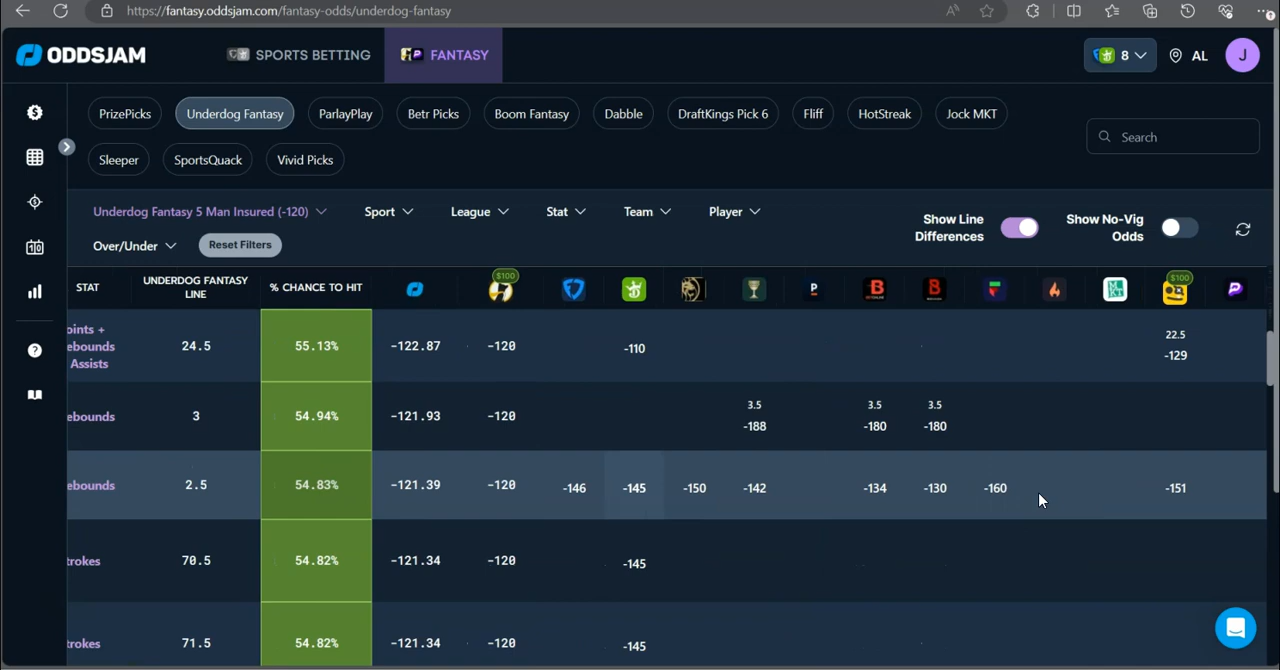 https://fantasy.oddsjam.com/fantasy-odds/underdog-fantasy
ODDSJAM
SPORTS BETTING
FANTASY
8
AL
J
PrizePicks
Underdog Fantasy
ParlayPlay
Betr Picks
Boom Fantasy
Dabble
DraftKings Pick 6
Fliff
HotStreak
Jock MKT
Search
Sleeper
SportsQuack
Vivid Picks
Underdog Fantasy 5 Man Insured (-120)
Sport
League
Stat
Team
Player
Show Line
Differences
Show No-Vig
Odds
Over/Under
Reset Filters
STAT
UNDERDOG FANTASY
LINE
% CHANCE TO HIT
$100
$100
oints +
ebounds
Assists
24.5
55.13%
-122.87
-120
-110
22.5
-129
ebounds
3
54.94%
-121.93
-120
3.5
-188
3.5
-180
3.5
-180
ebounds
2.5
54.83%
-121.39
-120
-146
-145
-150
-142
-134
-130
-160
-151
trokes
70.5
54.82%
-121.34
-120
-145
trokes
71.5
54.82%
-121.34
-120
-145